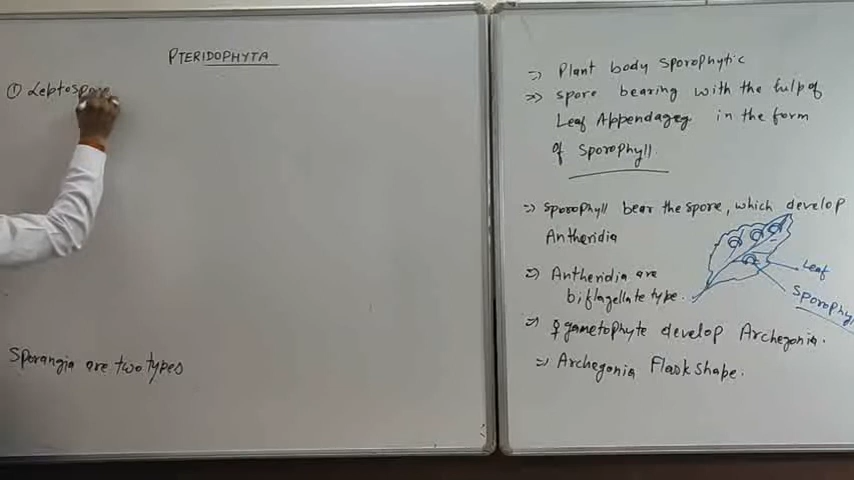 PTERIDOPHYTA
① Leptospore
Sporangia are two types
=> Plant body sporophytic
=> spore bearing with the fulp of
Leaf Appendageg in the form
of sporophyll.
=> sporophyll bear the spore, which develop
Antheridia
=> Antheridia are
biflagellate type.
Leaf
Sporophyll
=> ♀ gametophyte develop Archegonia.
=> Archegonia Flask shape.